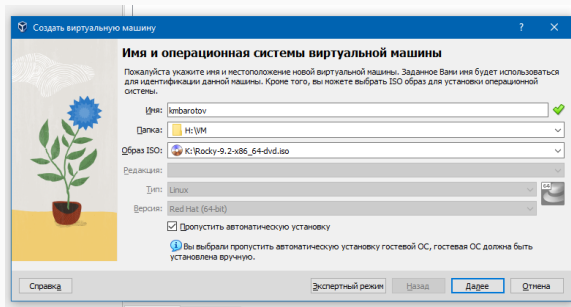 Создать виртуальную машину
? ×
Имя и операционная системы виртуальной машины
Пожалуйста укажите имя и местоположение новой виртуальной машины. Заданное Вами имя будет использоваться
для идентификации данной машины. Кроме того, вы можете выбрать ISO образ для установки операционной
системы.
Имя: kmbarotov
Папка: H:\VM
Образ ISO: K:\Rocky-9.2-x86_64-dvd.iso
Редакция:
Тип: Linux
64
Версия: Red Hat (64-bit)
Пропустить автоматическую установку
Вы выбрали пропустить автоматическую установку гостевой ОС, гостевая ОС должна быть
установлена вручную.
Справка Экспертный режим Назад Далее Отмена